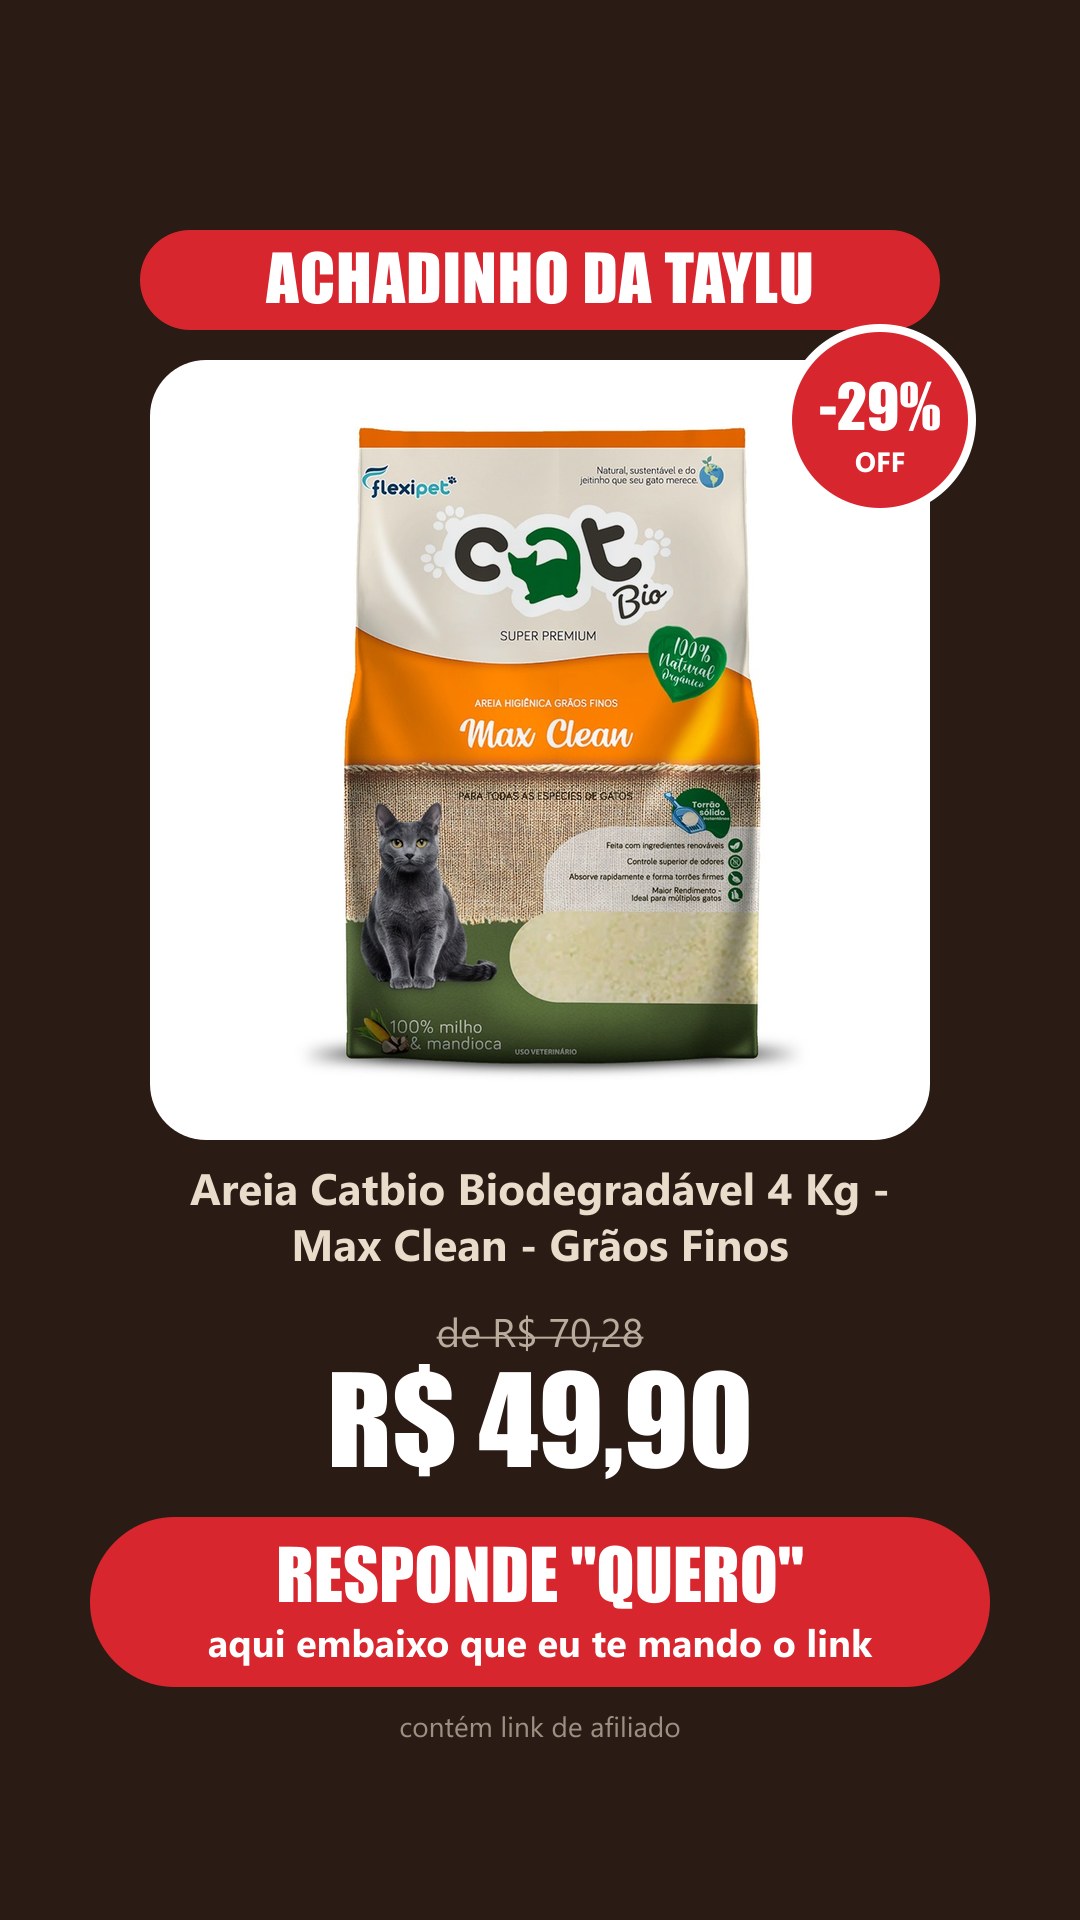 ACHADINHO DA TAYLU
-29%
OFF
flexipet
Natural, sustentável e do
jeitinho que seu gato merece.
cat
Bio
SUPER PREMIUM
100%
Natural
Orgânico
AREIA HIGIÊNICA GRÃOS FINOS
Max Clean
PARA TODAS AS ESPÉCIES DE GATOS
Torrão
sólido
instantâneo
Feita com ingredientes renováveis
Controle superior de odores
Absorve rapidamente e forma torrões firmes
Maior Rendimento -
Ideal para múltiplos gatos
100% milho
& mandioca
USO VETERINÁRIO
Areia Catbio Biodegradável 4 Kg -
Max Clean - Grãos Finos
de R$ 70,28
R$ 49,90
RESPONDE "QUERO"
aqui embaixo que eu te mando o link
contém link de afiliado